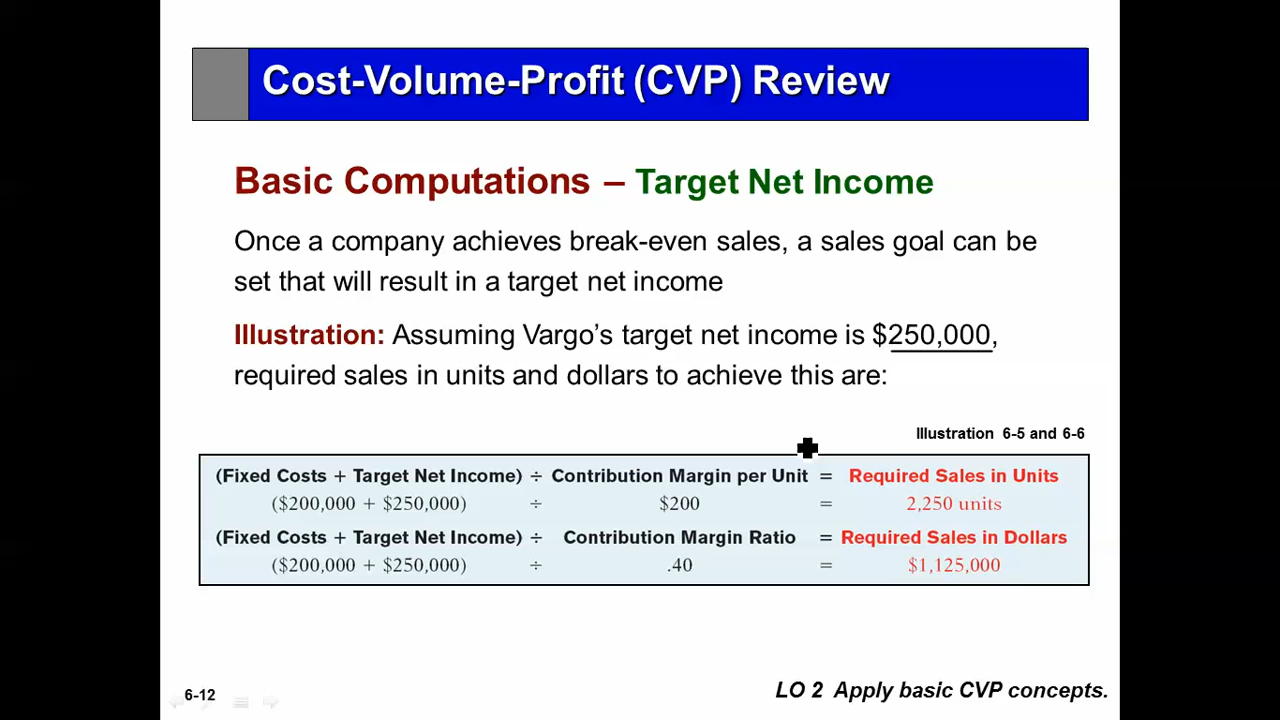 Cost-Volume-Profit (CVP) Review
Basic Computations – Target Net Income
Once a company achieves break-even sales, a sales goal can be
set that will result in a target net income
Illustration: Assuming Vargo’s target net income is $250,000,
required sales in units and dollars to achieve this are:
Illustration 6-5 and 6-6
(Fixed Costs + Target Net Income) ÷ Contribution Margin per Unit = Required Sales in Units
($200,000 + $250,000) ÷ $200 = 2,250 units
(Fixed Costs + Target Net Income) ÷ Contribution Margin Ratio = Required Sales in Dollars
($200,000 + $250,000) ÷ .40 = $1,125,000
6-12
LO 2 Apply basic CVP concepts.